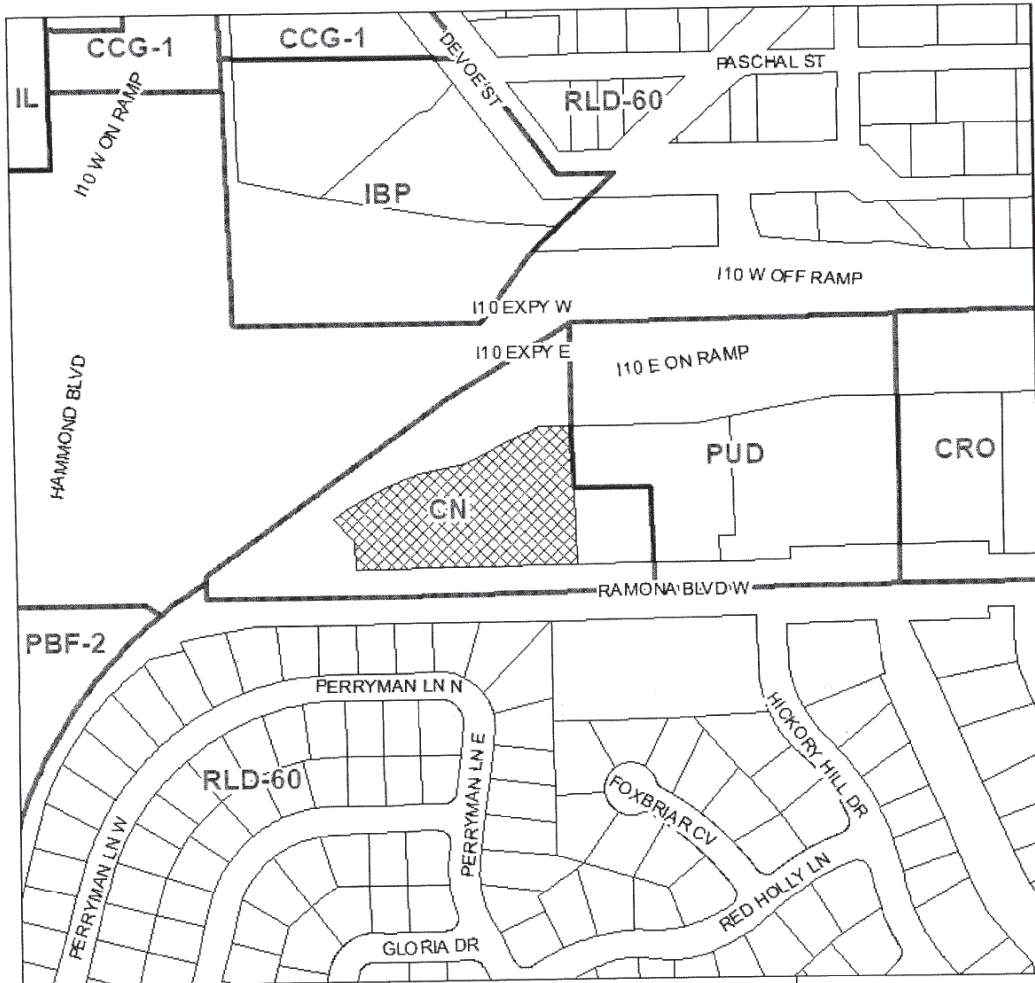 CCG-1
CCG-1
IL
I10 W ON RAMP
DEVOE ST
PASCHAL ST
RLD-60
IBP
I10 W OFF RAMP
I10 EXPY W
I10 EXPY E
I10 E ON RAMP
HAMMOND BLVD
CN
PUD
CRO
RAMONA BLVD W
PBF-2
PERRYMAN LN N
HICKORY HILL DR
RLD-60
PERRYMAN LN E
FOXBRIAR CV
PERRYMAN LN W
RED HOLLY LN
GLORIA DR